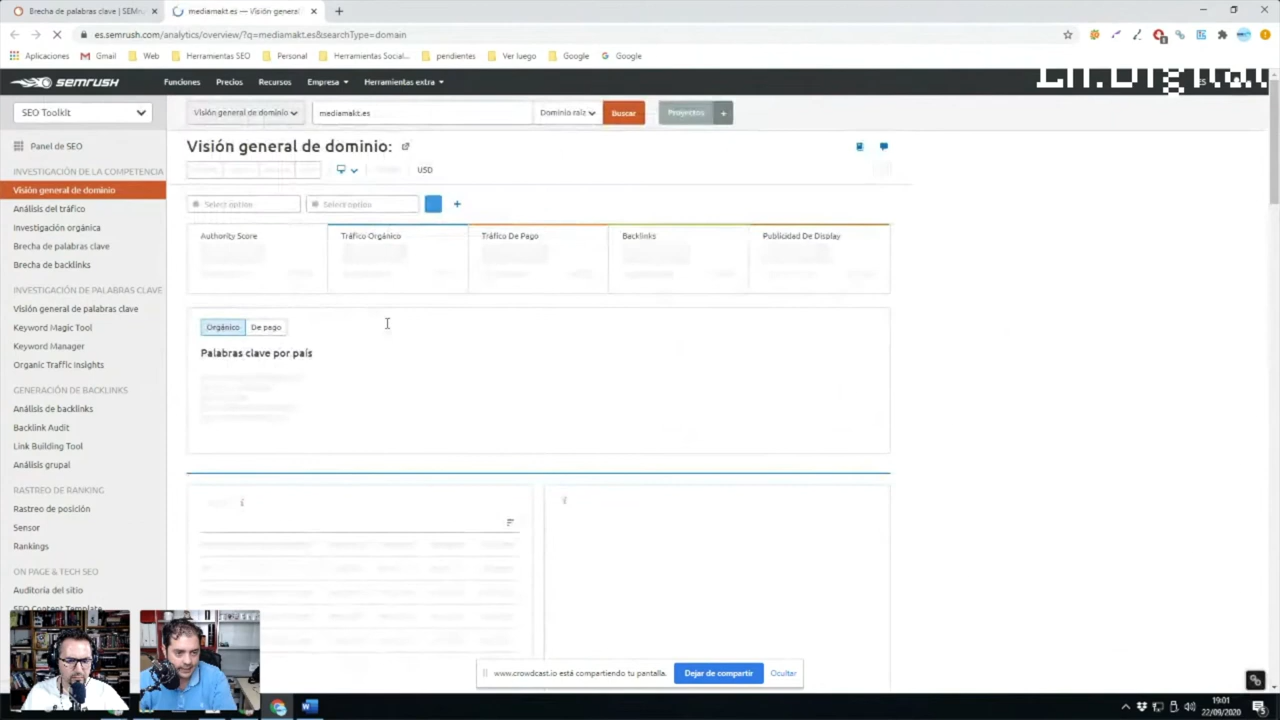 Brecha de palabras clave | SEMr
mediamakt.es — Visión general
es.semrush.com/analytics/overview/?q=mediamakt.es&searchType=domain
Aplicaciones
Gmail
Web
Herramientas SEO
Personal
Herramientas Social...
pendientes
Ver luego
Google
Google
SEMRUSH
Funciones
Precios
Recursos
Empresa
Herramientas extra
SEO Toolkit
Visión general de dominio
mediamakt.es
Dominio raíz
Buscar
Projectos
+
Panel de SEO
INVESTIGACIÓN DE LA COMPETENCIA
Visión general de dominio
Análisis del tráfico
Investigación orgánica
Brecha de palabras clave
Brecha de backlinks
INVESTIGACIÓN DE PALABRAS CLAVE
Visión general de palabras clave
Keyword Magic Tool
Keyword Manager
Organic Traffic Insights
GENERACIÓN DE BACKLINKS
Análisis de backlinks
Backlink Audit
Link Building Tool
Análisis grupal
RASTREO DE RANKING
Rastreo de posición
Sensor
Rankings
ON PAGE & TECH SEO
Auditoría del sitio
SEO Content Template
Visión general de dominio:
USD
Select option
Select option
+
Authority Score
Tráfico Orgánico
Tráfico De Pago
Backlinks
Publicidad De Display
Orgánico
De pago
Palabras clave por país
www.crowdcast.io está compartiendo tu pantalla.
Dejar de compartir
Ocultar
19:01
22/09/2020